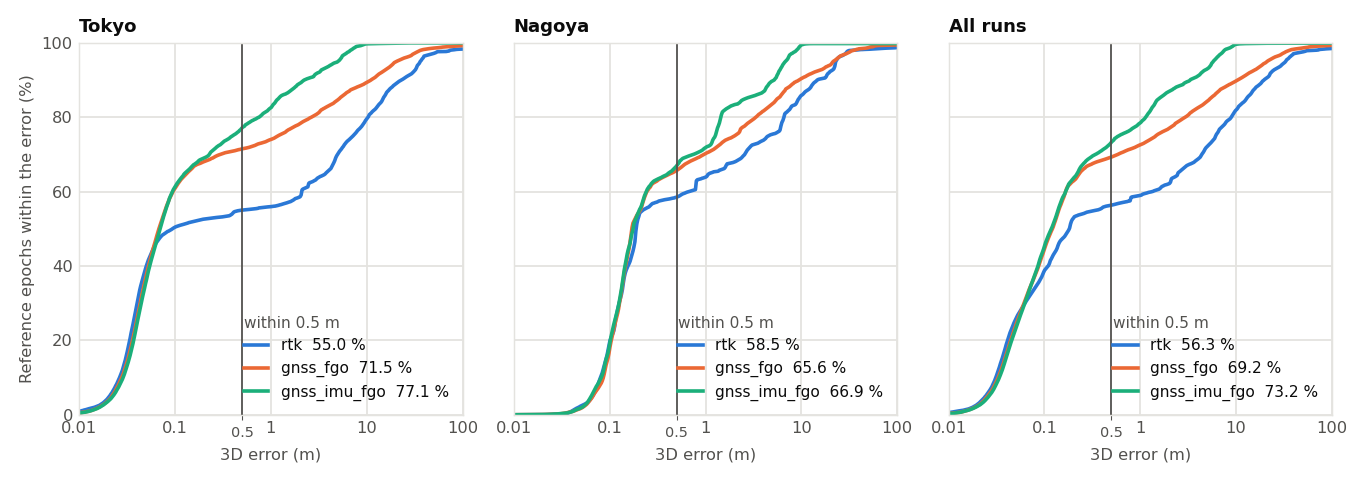 Tokyo
Nagoya
All runs
Reference epochs within the error (%)
100
80
60
40
20
0
within 0.5 m
rtk 55.0 %
gnss_fgo 71.5 %
gnss_imu_fgo 77.1 %
within 0.5 m
rtk 58.5 %
gnss_fgo 65.6 %
gnss_imu_fgo 66.9 %
within 0.5 m
rtk 56.3 %
gnss_fgo 69.2 %
gnss_imu_fgo 73.2 %
0.01 0.1 0.5 1 10 100
0.01 0.1 0.5 1 10 100
0.01 0.1 0.5 1 10 100
3D error (m)
3D error (m)
3D error (m)